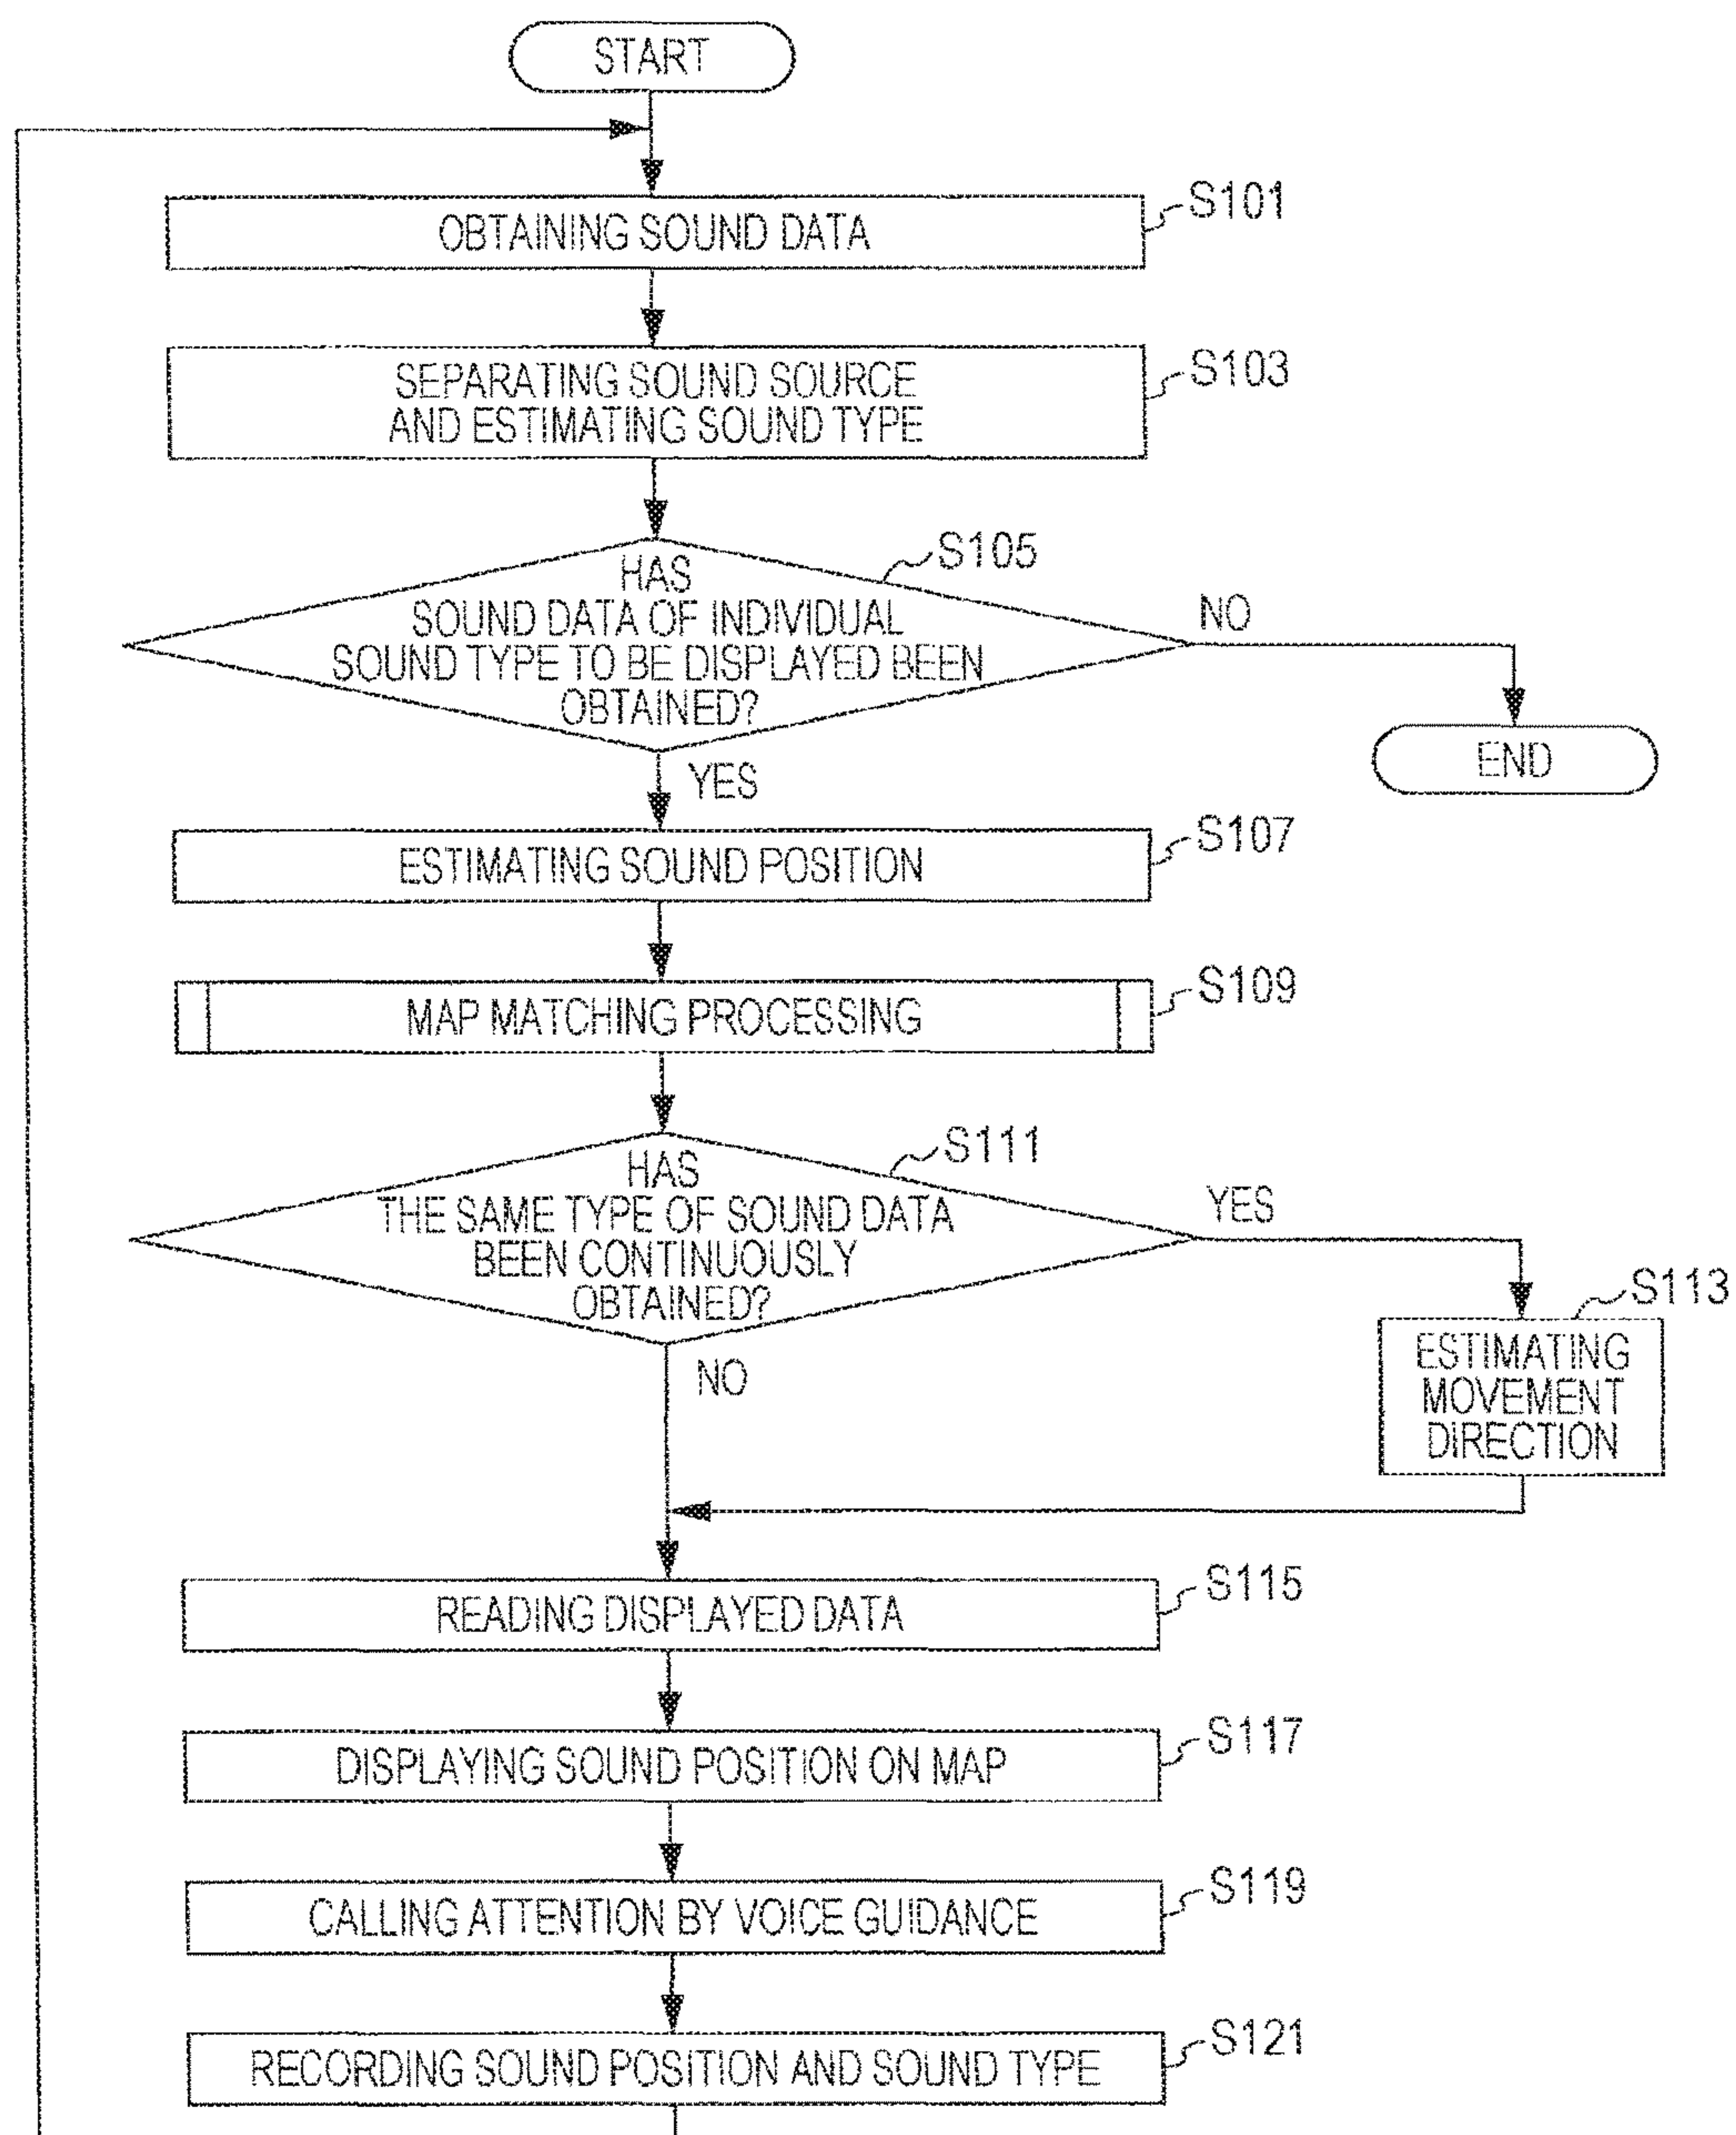 START
OBTAINING SOUND DATA
S101
SEPARATING SOUND SOURCE
AND ESTIMATING SOUND TYPE
S103
HAS
SOUND DATA OF INDIVIDUAL
SOUND TYPE TO BE DISPLAYED BEEN
OBTAINED?
S105
NO
END
YES
ESTIMATING SOUND POSITION
S107
MAP MATCHING PROCESSING
S109
HAS
THE SAME TYPE OF SOUND DATA
BEEN CONTINUOUSLY
OBTAINED?
S111
YES
S113
ESTIMATING
MOVEMENT
DIRECTION
NO
READING DISPLAYED DATA
S115
DISPLAYING SOUND POSITION ON MAP
S117
CALLING ATTENTION BY VOICE GUIDANCE
S119
RECORDING SOUND POSITION AND SOUND TYPE
S121